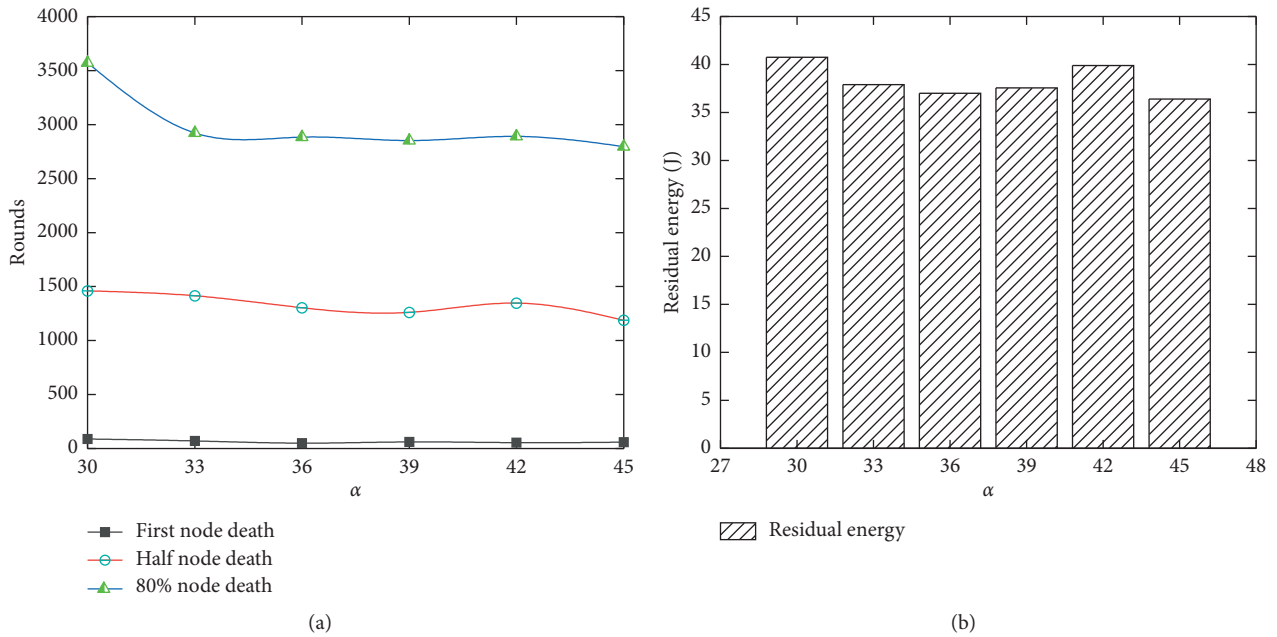 4000
3500
3000
2500
2000
1500
1000
500
0
Rounds
30 33 36 39 42 45
α
First node death
Half node death
80% node death
(a)
45
40
35
30
25
20
15
10
5
0
Residual energy (J)
27 30 33 36 39 42 45 48
α
Residual energy
(b)